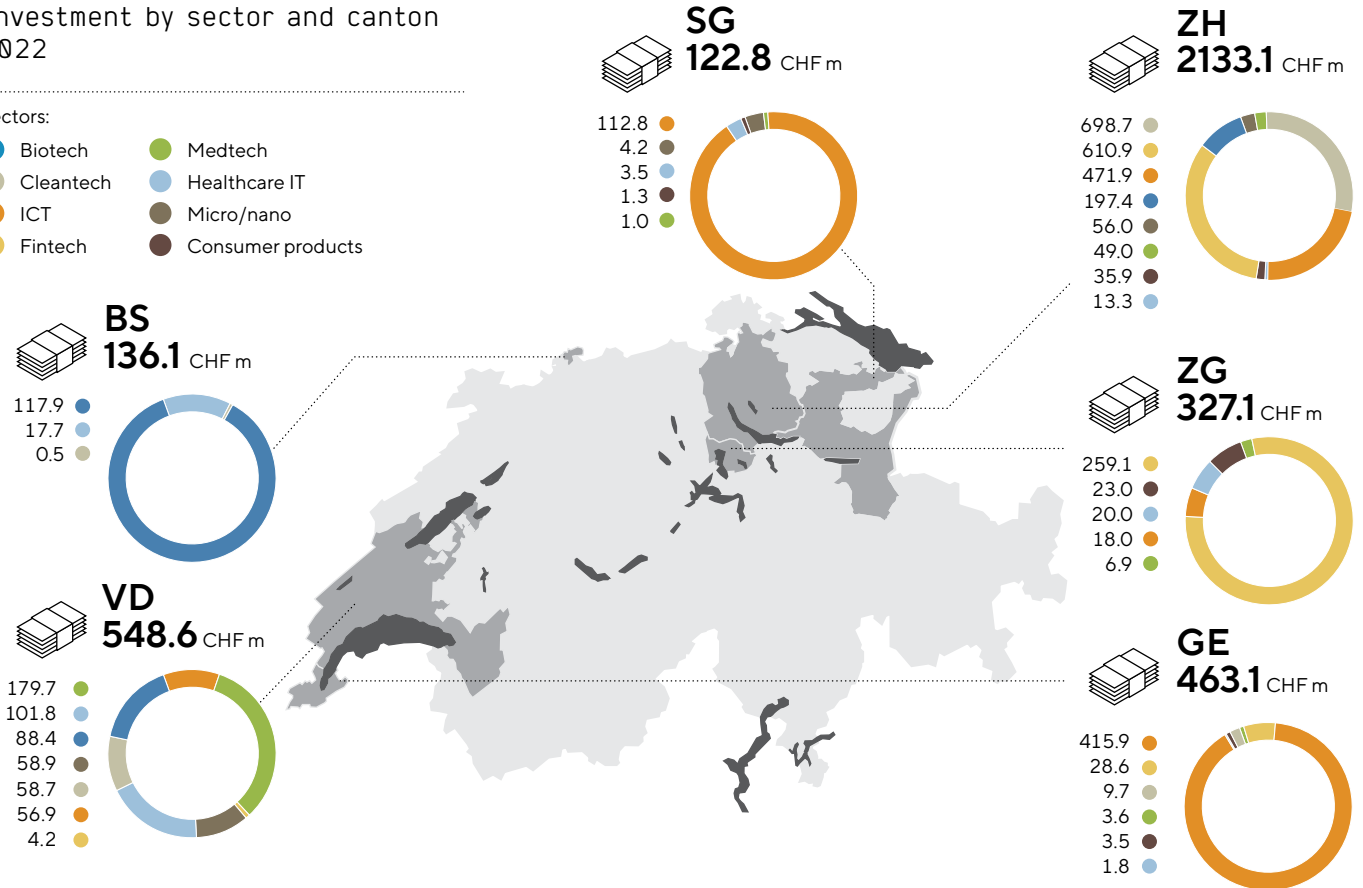 nvestment by sector and canton
022
ectors:
Biotech
Cleantech
ICT
Fintech
Medtech
Healthcare IT
Micro/nano
Consumer products
SG
122.8 CHF m
112.8
4.2
3.5
1.3
1.0
ZH
2133.1 CHF m
698.7
610.9
471.9
197.4
56.0
49.0
35.9
13.3
BS
136.1 CHF m
117.9
17.7
0.5
ZG
327.1 CHF m
259.1
23.0
20.0
18.0
6.9
VD
548.6 CHF m
179.7
101.8
88.4
58.9
58.7
56.9
4.2
GE
463.1 CHF m
415.9
28.6
9.7
3.6
3.5
1.8